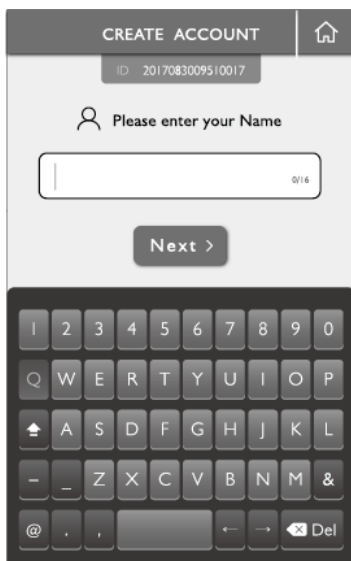 CREATE ACCOUNT
ID 2017083009510017
Please enter your Name
0/16
Next >
1 2 3 4 5 6 7 8 9 0
Q W E R T Y U I O P
A S D F G H J K L
- _ Z X C V B N M &
@ . , ← → Del